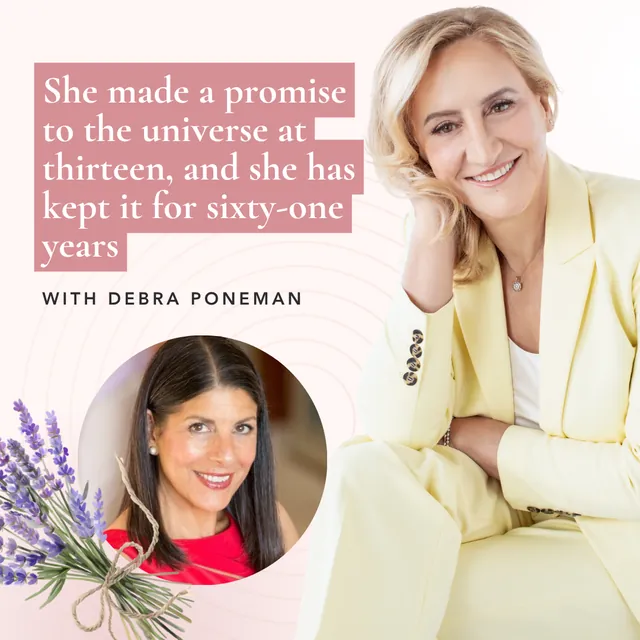 She made a promise
to the universe at
thirteen, and she has
kept it for sixty-one
years
WITH DEBRA PONEMAN